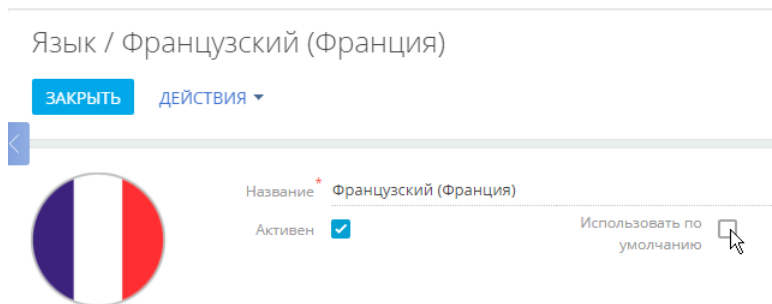 Язык / Французский (Франция)
ЗАКРЫТЬ ДЕЙСТВИЯ
Название* Французский (Франция)
Активен Использовать по
умолчанию